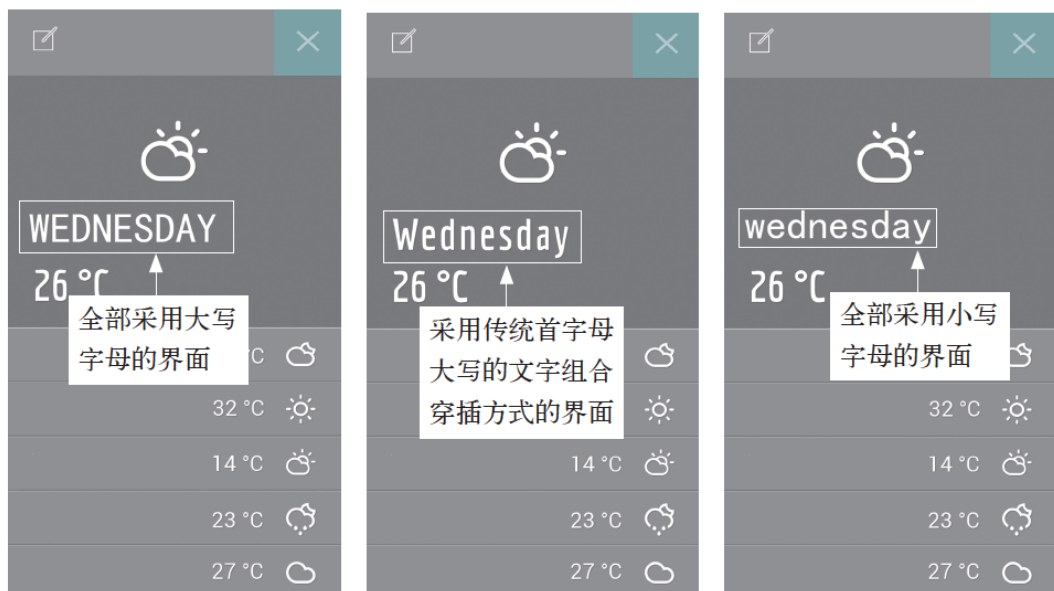 WEDNESDAY
26 °C
全部采用大写
字母的界面
°C
32 °C
14 °C
23 °C
27 °C
Wednesday
26 °C
采用传统首字母
大写的文字组合
穿插方式的界面
14 °C
23 °C
27 °C
wednesday
26 °C
全部采用小写
字母的界面
32 °C
14 °C
23 °C
27 °C